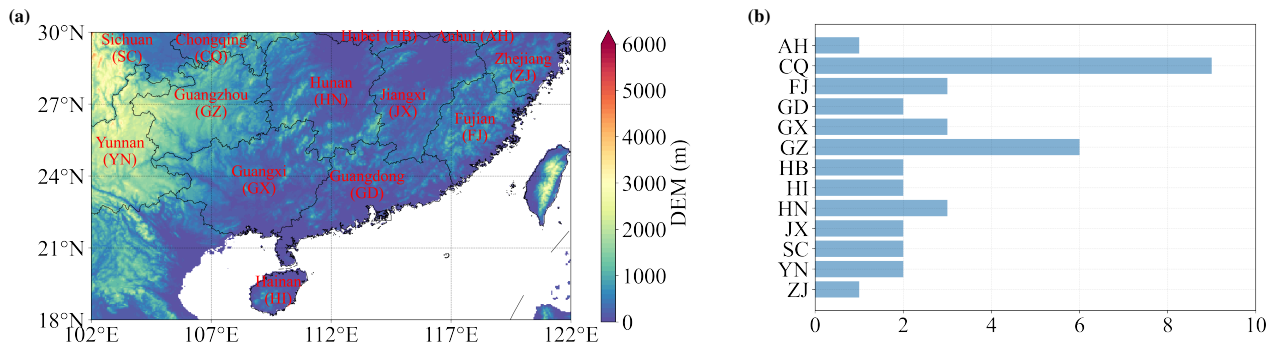 (a)
30°N
27°N
24°N
21°N
18°N
102°E
107°E
112°E
117°E
122°E
Sichuan
(SC)
Chongqing
(CQ)
Hubei (HB)
Anhui (AH)
Zhejiang
(ZJ)
Guangzhou
(GZ)
Hunan
(HN)
Jiangxi
(JX)
Fujian
(FJ)
Yunnan
(YN)
Guangxi
(GX)
Guangdong
(GD)
Hainan
(HI)
6000
5000
4000
3000
2000
1000
0
DEM (m)
(b)
AH
CQ
FJ
GD
GX
GZ
HB
HI
HN
JX
SC
YN
ZJ
0
2
4
6
8
10